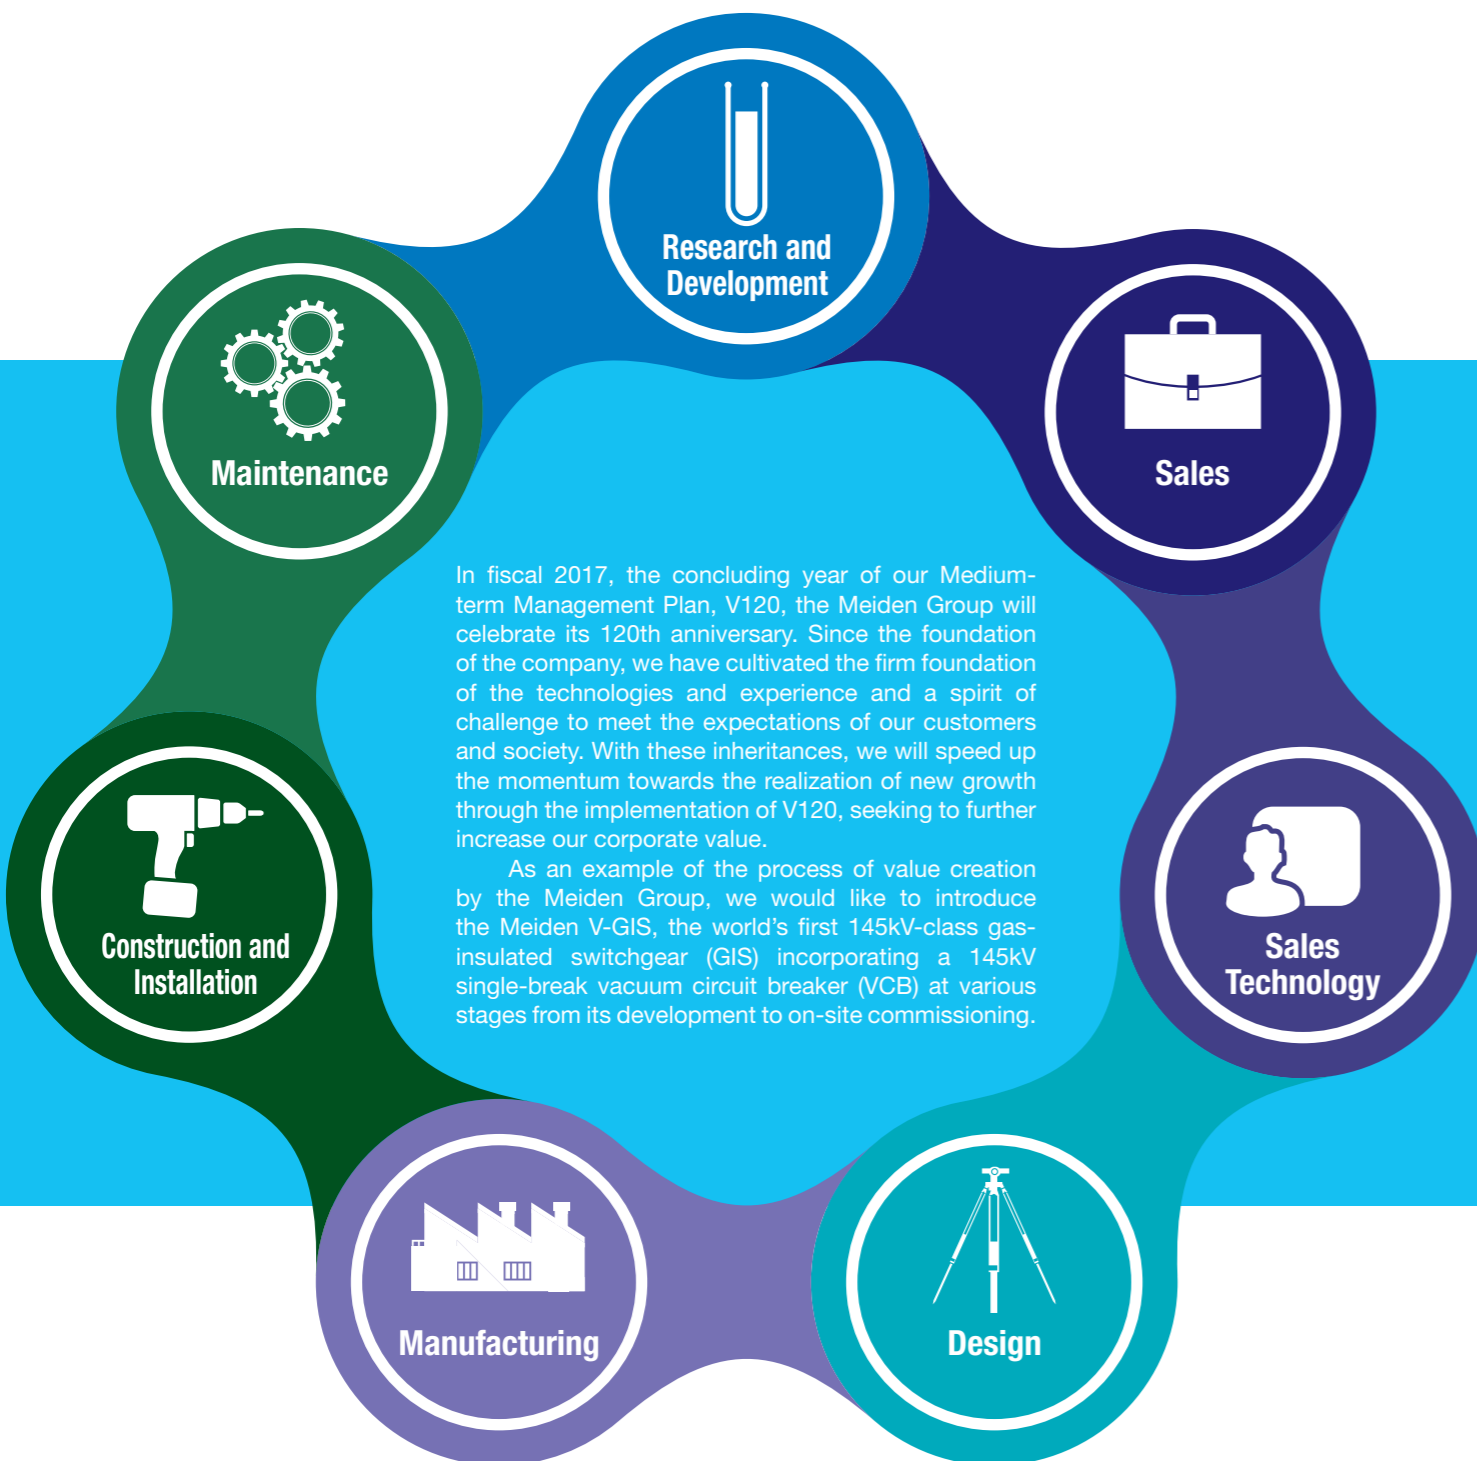 Research and
Development
Maintenance
Sales
In fiscal 2017, the concluding year of our Medium-
term Management Plan, V120, the Meiden Group will
celebrate its 120th anniversary. Since the foundation
of the company, we have cultivated the firm foundation
of the technologies and experience and a spirit of
challenge to meet the expectations of our customers
and society. With these inheritances, we will speed up
the momentum towards the realization of new growth
through the implementation of V120, seeking to further
increase our corporate value.
As an example of the process of value creation
by the Meiden Group, we would like to introduce
the Meiden V-GIS, the world's first 145kV-class gas-
insulated switchgear (GIS) incorporating a 145kV
single-break vacuum circuit breaker (VCB) at various
stages from its development to on-site commissioning.
Construction and
Installation
Sales
Technology
Manufacturing
Design